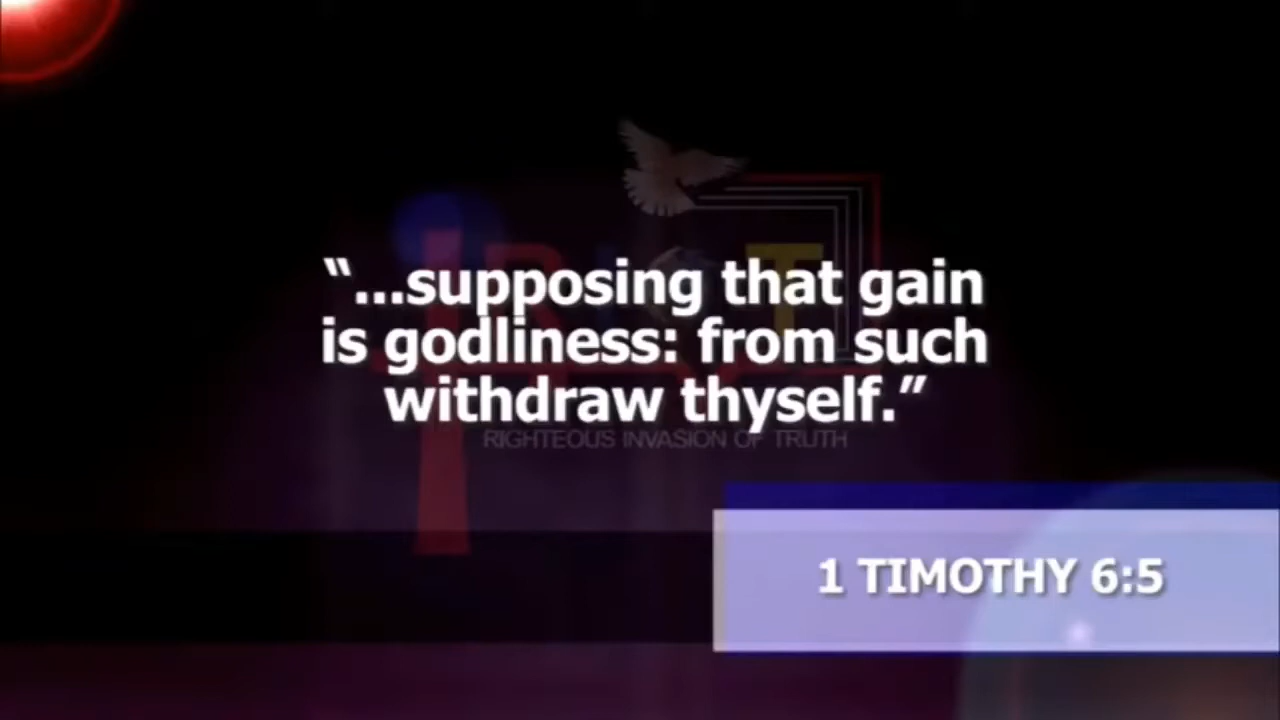 “...supposing that gain
is godliness: from such
withdraw thyself.”
RIGHTEOUS INVASION OF TRUTH
1 TIMOTHY 6:5